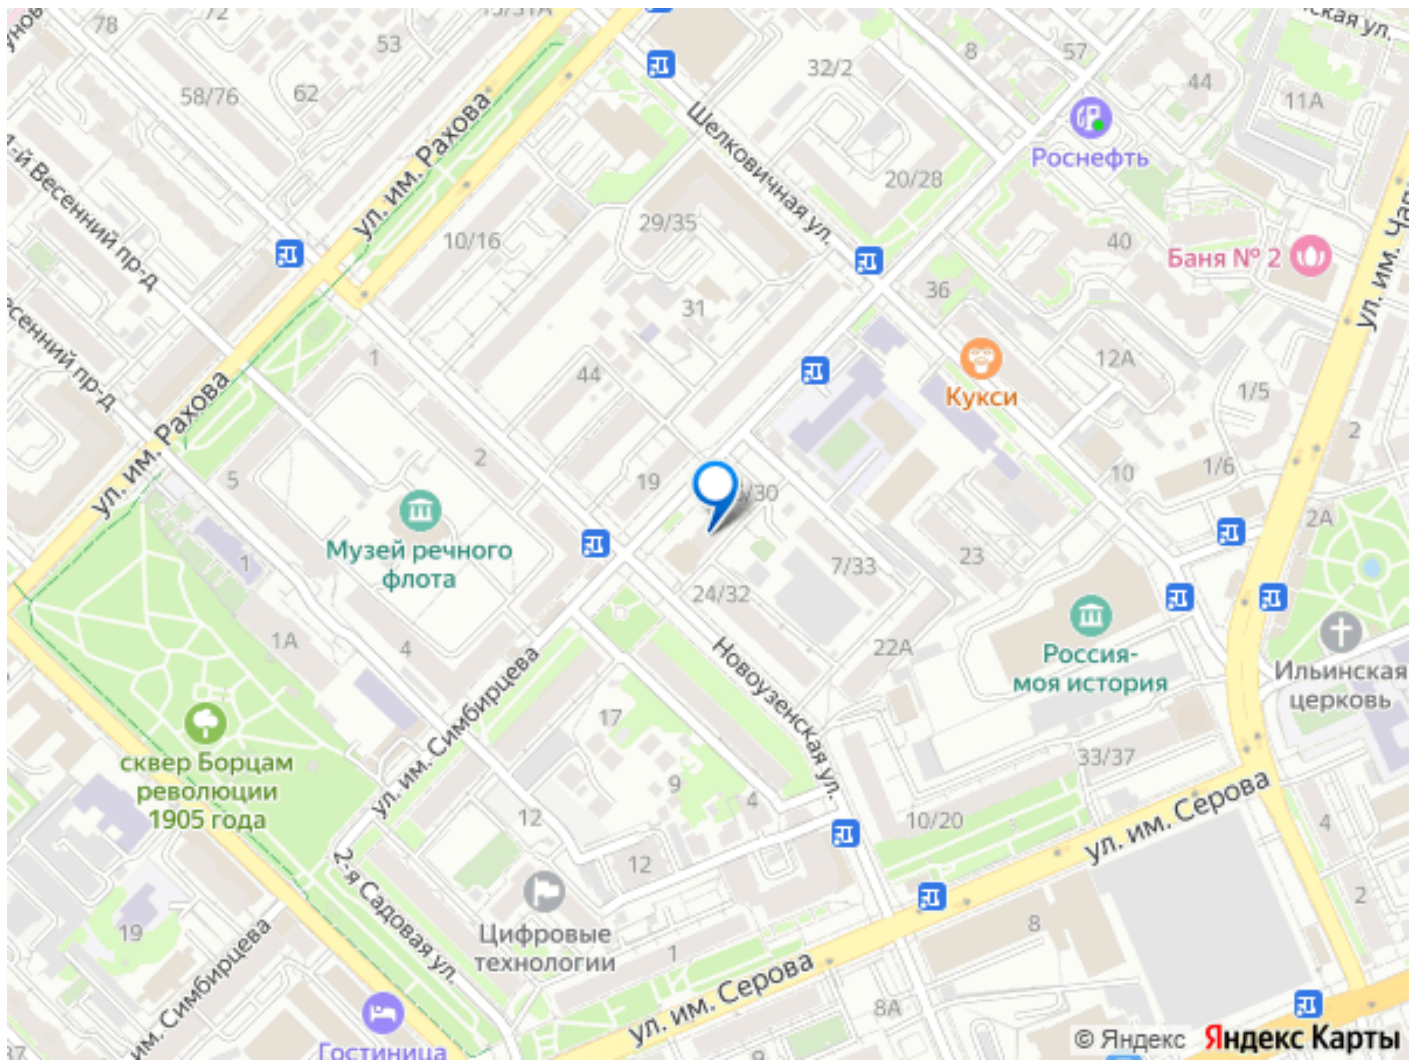 78
72
53
58/76
62
ул. им. Рахова
1-й Весенний пр-д
10/16
32/2
8
57
44
11А
Роснефть
Шелковичная ул.
20/28
29/35
40
Баня № 2
36
31
ул. им. Чап
1
44
12А
Кукси
1/5
ул. им. Рахова
5
2
19
/30
10
1/6
2
2А
Музей речного
флота
1
7/33
23
24/32
1А
4
22А
Россия-
моя история
Ильинская
церковь
Новоузенская ул.
ул. им. Симбирцева
17
сквер Борцам
революции
1905 года
9
4
33/37
12
10/20
ул. им. Серова
4
12
2-я Садовая ул.
2
19
8
Цифровые
технологии
1
им. Симбирцева
ул. им. Серова
8А
Гостиница
9
© Яндекс Яндекс Карты